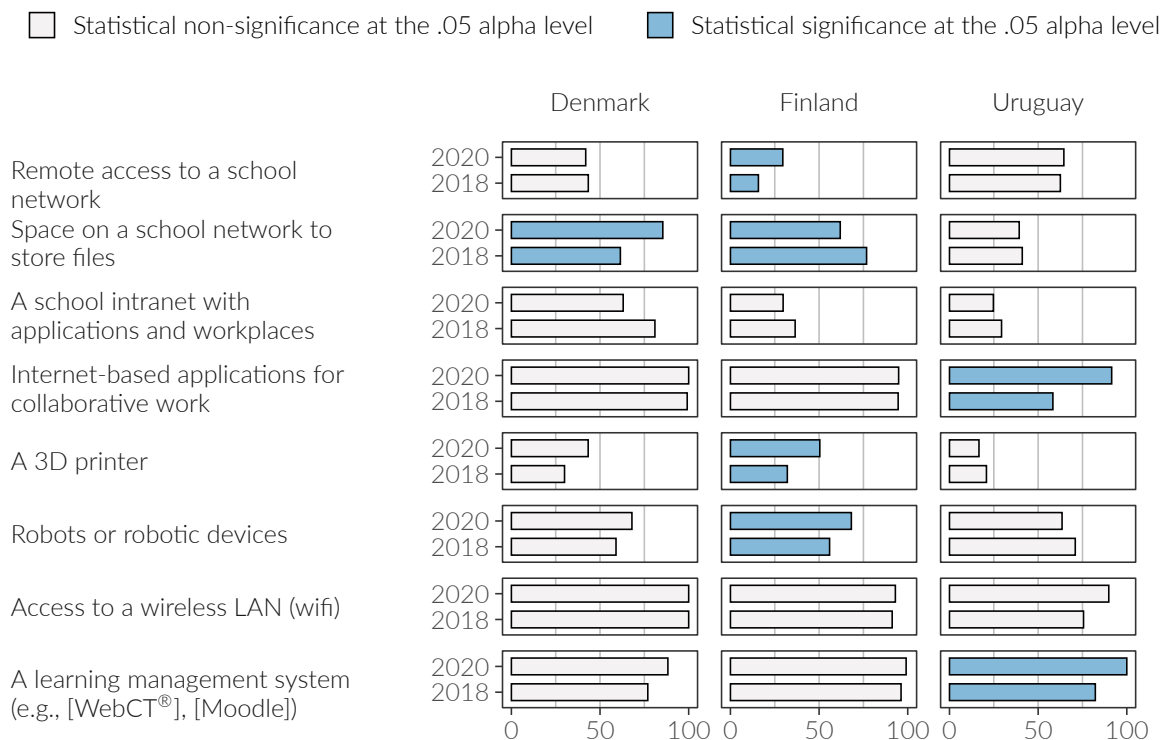 Statistical non-significance at the .05 alpha level Statistical significance at the .05 alpha level
Denmark Finland Uruguay
Remote access to a school
network
2020
2018
Space on a school network to
store files
2020
2018
A school intranet with
applications and workplaces
2020
2018
Internet-based applications for
collaborative work
2020
2018
A 3D printer
2020
2018
Robots or robotic devices
2020
2018
Access to a wireless LAN (wifi)
2020
2018
A learning management system
(e.g., [WebCT®], [Moodle])
2020
2018
0 50 100 0 50 100 0 50 100